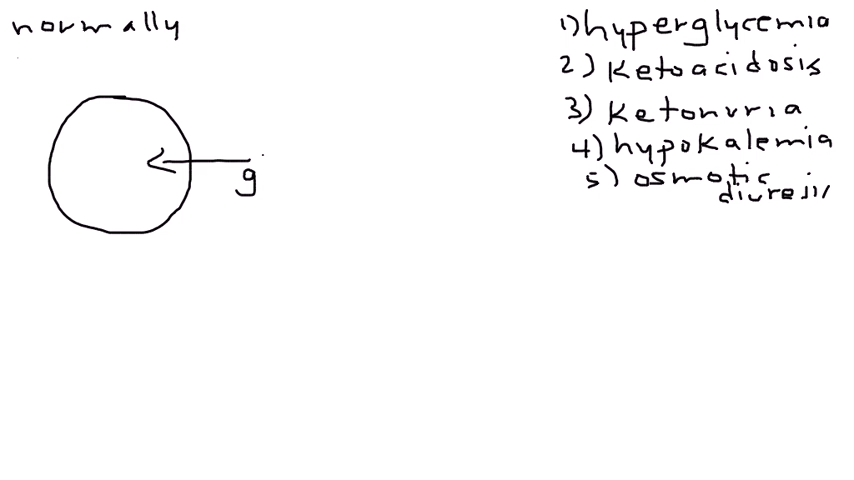 normally
1) hyperglycemia
2) Ketoacidosis
3) Ketonuria
4) hypokalemia
5) osmotic
diuresis
g